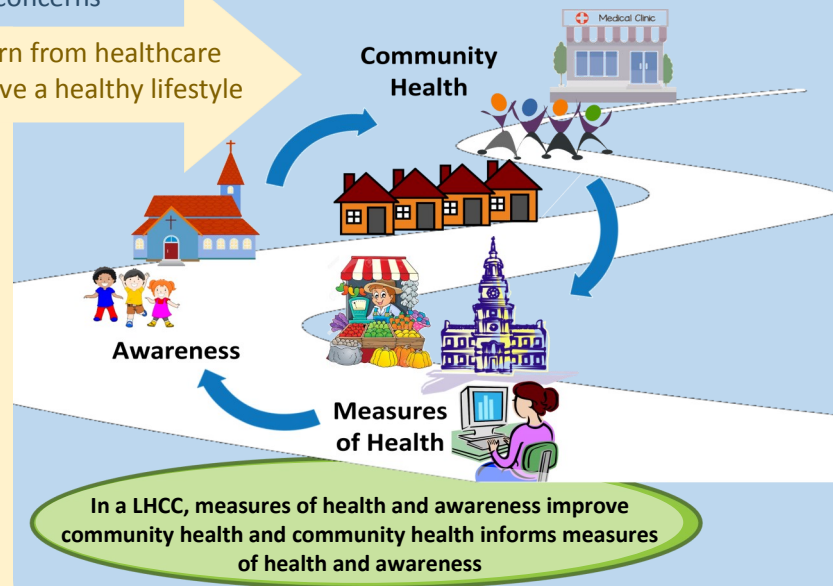 concerns
rn from healthcare
ve a healthy lifestyle
Medical Clinic
Community
Health
Awareness
Measures
of Health
In a LHCC, measures of health and awareness improve
community health and community health informs measures
of health and awareness